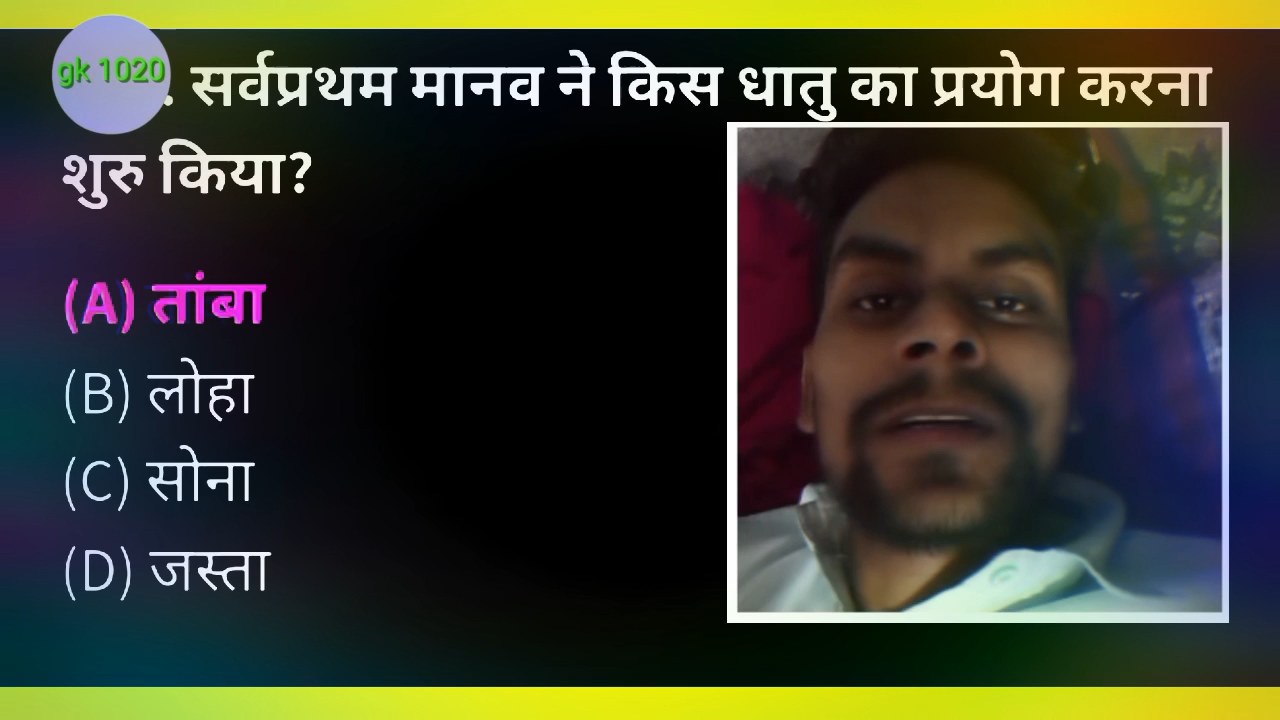 gk 1020
. सर्वप्रथम मानव ने किस धातु का प्रयोग करना
शुरु किया?
(A) तांबा
(B) लोहा
(C) सोना
(D) जस्ता